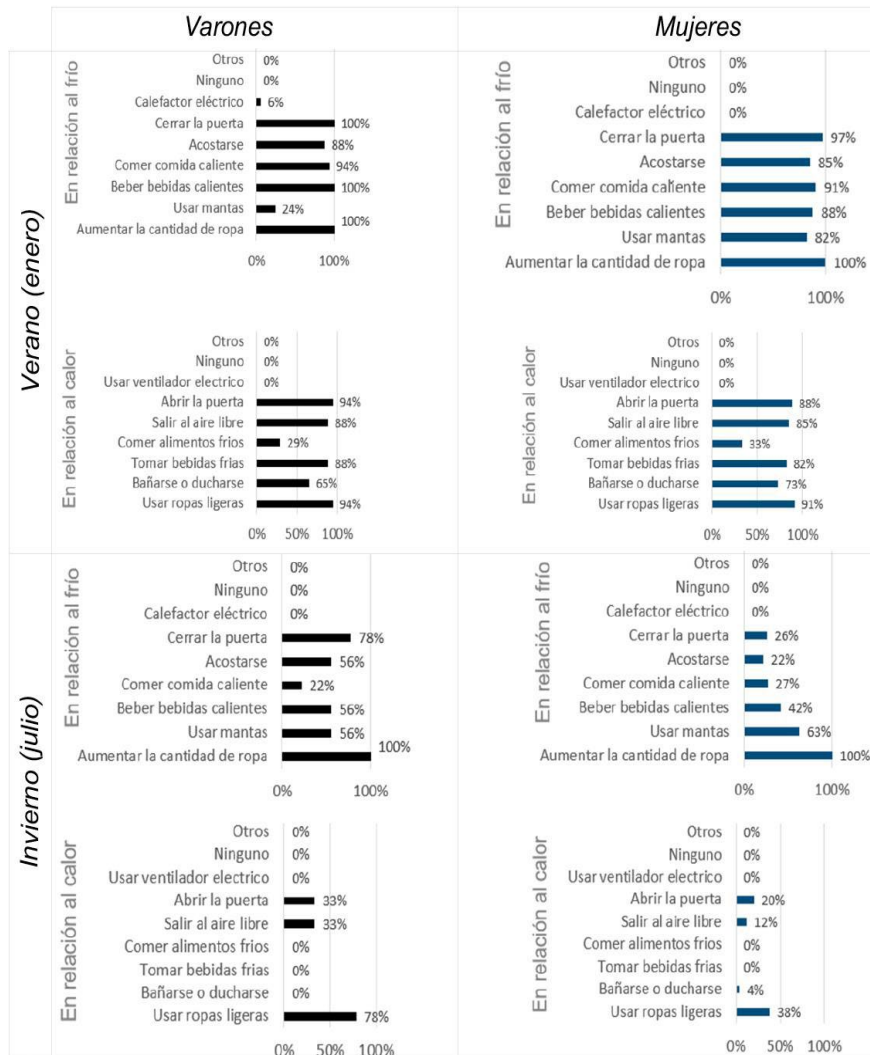 Varones
Mujeres
Verano (enero)
En relación al frío
Otros 0%
Ninguno 0%
Calefactor eléctrico 6%
Cerrar la puerta 100%
Acostarse 88%
Comer comida caliente 94%
Beber bebidas calientes 100%
Usar mantas 24%
Aumentar la cantidad de ropa 100%
0% 100%
En relación al frío
Otros 0%
Ninguno 0%
Calefactor eléctrico 0%
Cerrar la puerta 97%
Acostarse 85%
Comer comida caliente 91%
Beber bebidas calientes 88%
Usar mantas 82%
Aumentar la cantidad de ropa 100%
0% 100%
En relación al calor
Otros 0%
Ninguno 0%
Usar ventilador electrico 0%
Abrir la puerta 94%
Salir al aire libre 88%
Comer alimentos frios 29%
Tomar bebidas frias 88%
Bañarse o ducharse 65%
Usar ropas ligeras 94%
0% 50% 100%
En relación al calor
Otros 0%
Ninguno 0%
Usar ventilador electrico 0%
Abrir la puerta 88%
Salir al aire libre 85%
Comer alimentos frios 33%
Tomar bebidas frias 82%
Bañarse o ducharse 73%
Usar ropas ligeras 91%
0% 50% 100%
Invierno (julio)
En relación al frío
Otros 0%
Ninguno 0%
Calefactor eléctrico 0%
Cerrar la puerta 78%
Acostarse 56%
Comer comida caliente 22%
Beber bebidas calientes 56%
Usar mantas 56%
Aumentar la cantidad de ropa 100%
0% 100%
En relación al frío
Otros 0%
Ninguno 0%
Calefactor eléctrico 0%
Cerrar la puerta 26%
Acostarse 22%
Comer comida caliente 27%
Beber bebidas calientes 42%
Usar mantas 63%
Aumentar la cantidad de ropa 100%
0% 100%
En relación al calor
Otros 0%
Ninguno 0%
Usar ventilador electrico 0%
Abrir la puerta 33%
Salir al aire libre 33%
Comer alimentos frios 0%
Tomar bebidas frias 0%
Bañarse o ducharse 0%
Usar ropas ligeras 78%
0% 50% 100%
En relación al calor
Otros 0%
Ninguno 0%
Usar ventilador electrico 0%
Abrir la puerta 20%
Salir al aire libre 12%
Comer alimentos frios 0%
Tomar bebidas frias 0%
Bañarse o ducharse 4%
Usar ropas ligeras 38%
0% 50% 100%